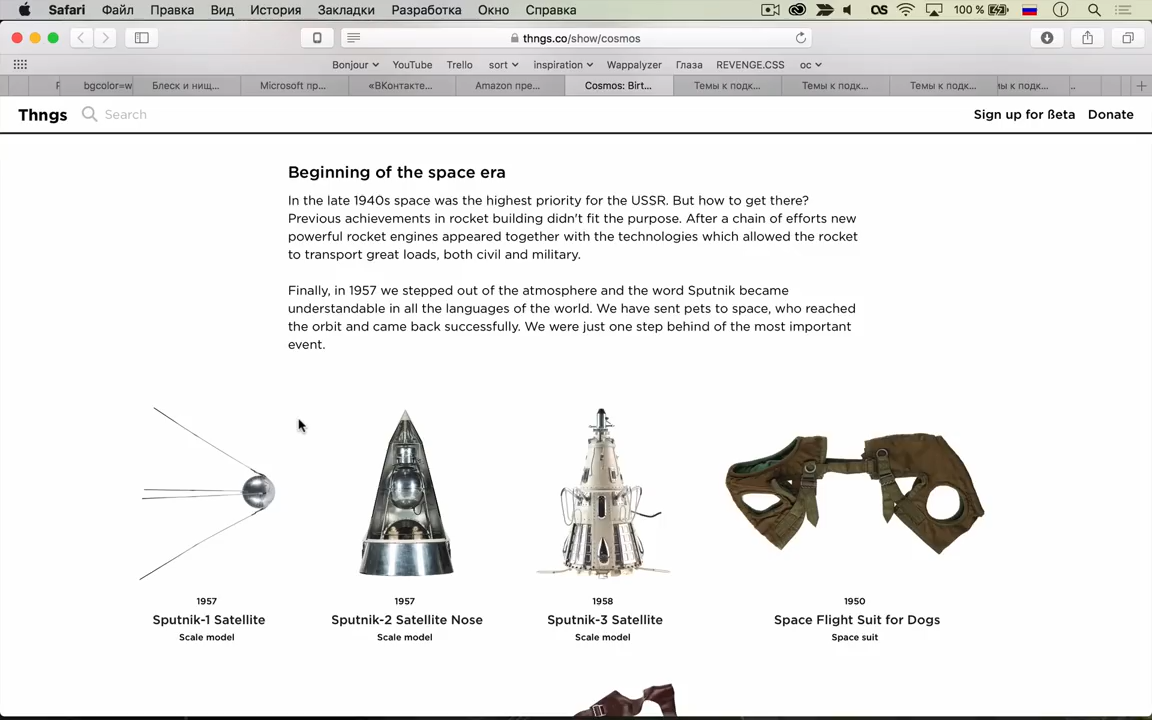 Safari Файл Правка Вид История Закладки Разработка Окно Справка 100 %
thngs.co/show/cosmos
Bonjour YouTube Trello sort inspiration Wappalyzer Глаза REVENGE.CSS ос
bgcolor=w Блеск и нищ... Microsoft пр... «ВКонтакте... Amazon пре... Cosmos: Birt... Темы к подк... Темы к подк... Темы к подк... мы к подк...
Thngs Search Sign up for ßeta Donate
Beginning of the space era
In the late 1940s space was the highest priority for the USSR. But how to get there?
Previous achievements in rocket building didn't fit the purpose. After a chain of efforts new
powerful rocket engines appeared together with the technologies which allowed the rocket
to transport great loads, both civil and military.
Finally, in 1957 we stepped out of the atmosphere and the word Sputnik became
understandable in all the languages of the world. We have sent pets to space, who reached
the orbit and came back successfully. We were just one step behind of the most important
event.
1957
Sputnik-1 Satellite
Scale model
1957
Sputnik-2 Satellite Nose
Scale model
1958
Sputnik-3 Satellite
Scale model
1950
Space Flight Suit for Dogs
Space suit